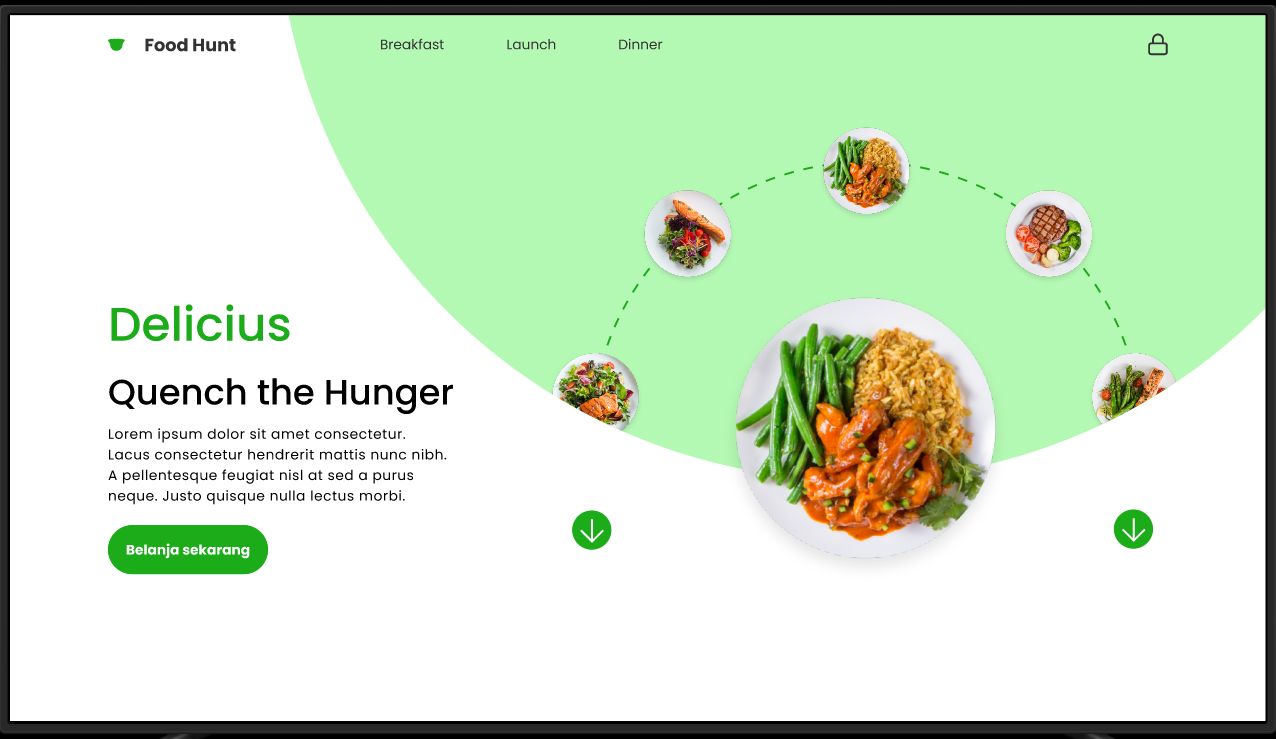 Food Hunt
Breakfast
Launch
Dinner
Delicius
Quench the Hunger
Lorem ipsum dolor sit amet consectetur.
Lacus consectetur hendrerit mattis nunc nibh.
A pellentesque feugiat nisl at sed a purus
neque. Justo quisque nulla lectus morbi.
Belanja sekarang